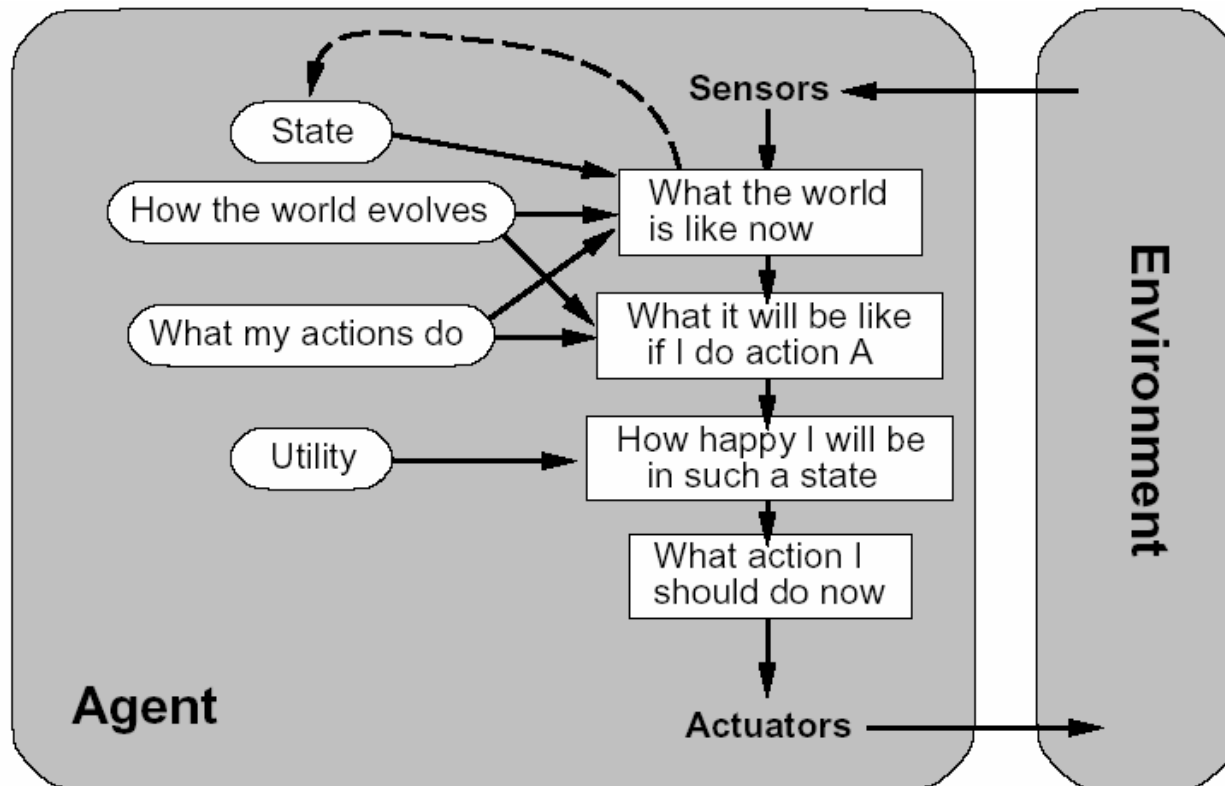 Sensors
State
What the world
is like now
How the world evolves
What my actions do
What it will be like
if I do action A
Utility
How happy I will be
in such a state
What action I
should do now
Agent
Actuators
Environment